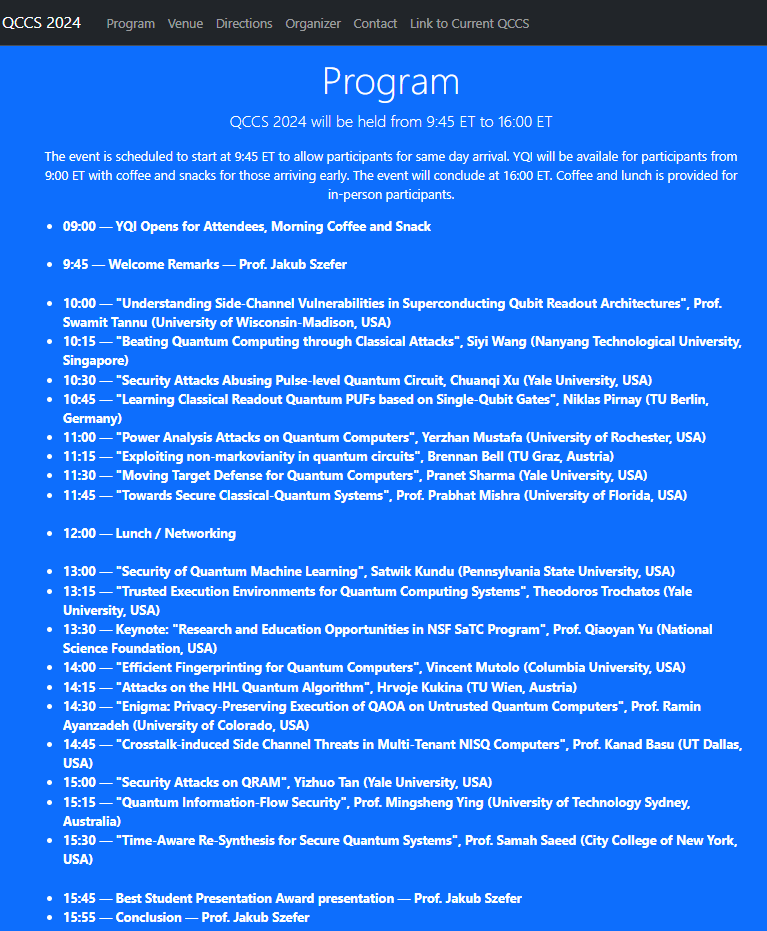 QCCS 2024 Program Venue Directions Organizer Contact Link to Current QCCS
Program
QCCS 2024 will be held from 9:45 ET to 16:00 ET
The event is scheduled to start at 9:45 ET to allow participants for same day arrival. YQI will be availale for participants from
9:00 ET with coffee and snacks for those arriving early. The event will conclude at 16:00 ET. Coffee and lunch is provided for
in-person participants.
• 09:00 — YQI Opens for Attendees, Morning Coffee and Snack
• 9:45 — Welcome Remarks — Prof. Jakub Szefer
• 10:00 — "Understanding Side-Channel Vulnerabilities in Superconducting Qubit Readout Architectures", Prof.
Swamit Tannu (University of Wisconsin-Madison, USA)
• 10:15 — "Beating Quantum Computing through Classical Attacks", Siyi Wang (Nanyang Technological University,
Singapore)
• 10:30 — "Security Attacks Abusing Pulse-level Quantum Circuit, Chuanqi Xu (Yale University, USA)
• 10:45 — "Learning Classical Readout Quantum PUFs based on Single-Qubit Gates", Niklas Pirnay (TU Berlin,
Germany)
• 11:00 — "Power Analysis Attacks on Quantum Computers", Yerzhan Mustafa (University of Rochester, USA)
• 11:15 — "Exploiting non-markovianity in quantum circuits", Brennan Bell (TU Graz, Austria)
• 11:30 — "Moving Target Defense for Quantum Computers", Pranet Sharma (Yale University, USA)
• 11:45 — "Towards Secure Classical-Quantum Systems", Prof. Prabhat Mishra (University of Florida, USA)
• 12:00 — Lunch / Networking
• 13:00 — "Security of Quantum Machine Learning", Satwik Kundu (Pennsylvania State University, USA)
• 13:15 — "Trusted Execution Environments for Quantum Computing Systems", Theodoros Trochatos (Yale
University, USA)
• 13:30 — Keynote: "Research and Education Opportunities in NSF SaTC Program", Prof. Qiaoyan Yu (National
Science Foundation, USA)
• 14:00 — "Efficient Fingerprinting for Quantum Computers", Vincent Mutolo (Columbia University, USA)
• 14:15 — "Attacks on the HHL Quantum Algorithm", Hrvoje Kukina (TU Wien, Austria)
• 14:30 — "Enigma: Privacy-Preserving Execution of QAOA on Untrusted Quantum Computers", Prof. Ramin
Ayanzadeh (University of Colorado, USA)
• 14:45 — "Crosstalk-induced Side Channel Threats in Multi-Tenant NISQ Computers", Prof. Kanad Basu (UT Dallas,
USA)
• 15:00 — "Security Attacks on QRAM", Yizhuo Tan (Yale University, USA)
• 15:15 — "Quantum Information-Flow Security", Prof. Mingsheng Ying (University of Technology Sydney,
Australia)
• 15:30 — "Time-Aware Re-Synthesis for Secure Quantum Systems", Prof. Samah Saeed (City College of New York,
USA)
• 15:45 — Best Student Presentation Award presentation — Prof. Jakub Szefer
• 15:55 — Conclusion — Prof. Jakub Szefer